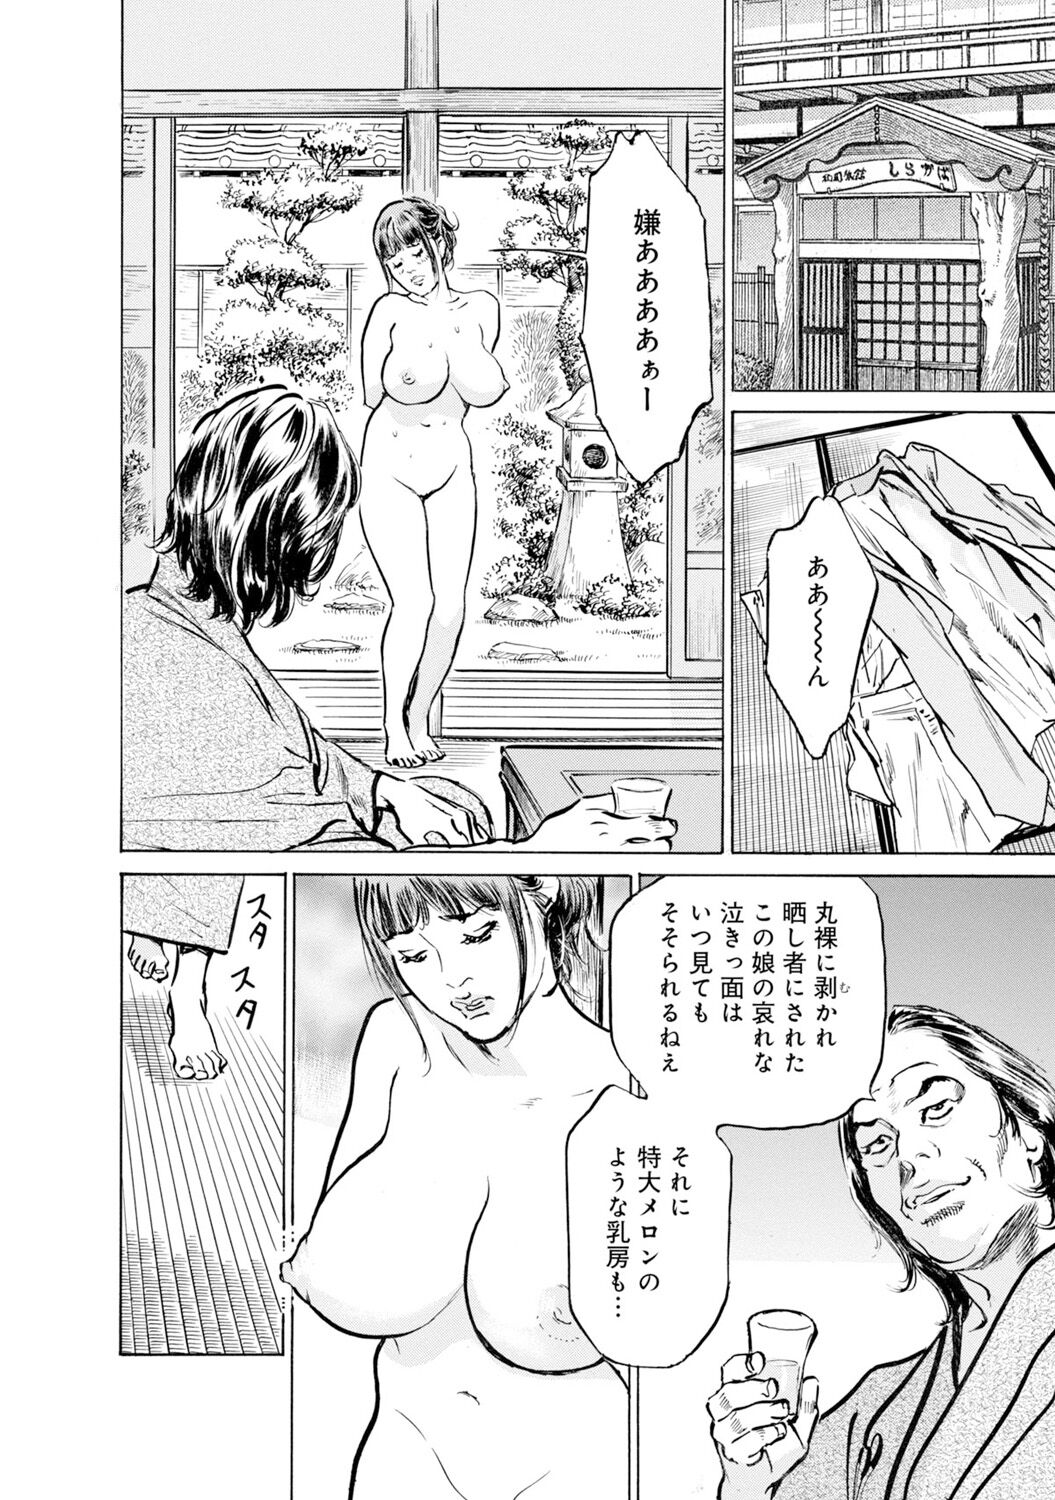 しらかば
ああ～～～ん
嫌ああああぁー
丸裸に剥かれ
む
晒し者にされた
この娘の哀れな
泣きっ面は
いつ見ても
そそられるねえ
それに
特大メロンの
ような乳房も…
スタ
スタ